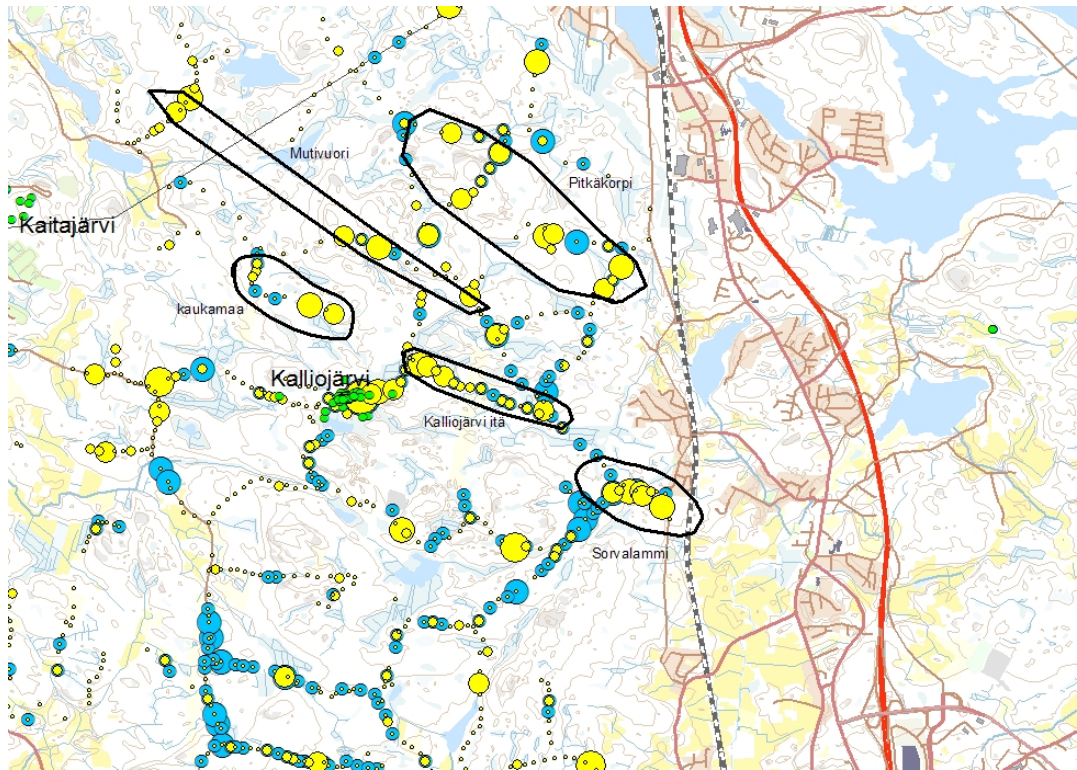 Mutivuori
Pitkäkorpi
Kaitajärvi
kaukamaa
Kalliojärvi
Kalliojärvi itä
Sorvalammi